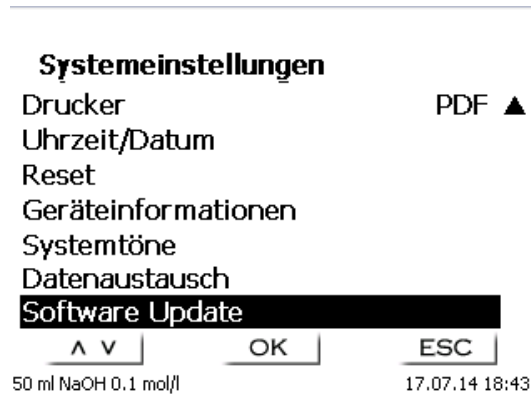 Systemeinstellungen
Drucker PDF ▲
Uhrzeit/Datum
Reset
Geräteinformationen
Systemtöne
Datenaustausch
Software Update
∧ ∨ OK ESC
50 ml NaOH 0.1 mol/l 17.07.14 18:43